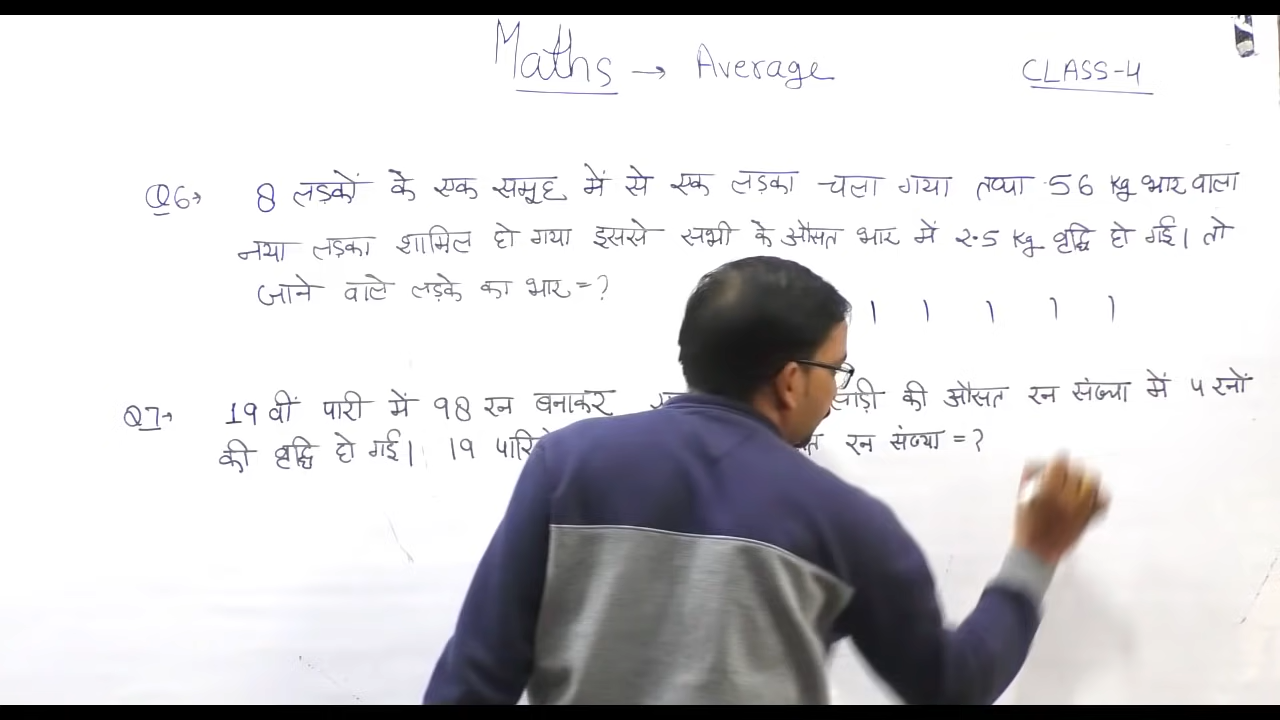 Maths → Average
CLASS-4
Q6→ 8 लड़कों के एक समूह में से एक लड़का चला गया तथा 56 Kg भार वाला
नया लड़का शामिल हो गया इससे सभी के औसत भार में 2.5 Kg वृद्धि हो गई। तो
जाने वाले लड़के का भार = ?
Q7→ 19 वीं पारी में 98 रन बनाकर की औसत रन संख्या में 4 रनों
की वृद्धि हो गई। 19 रन संख्या = ?